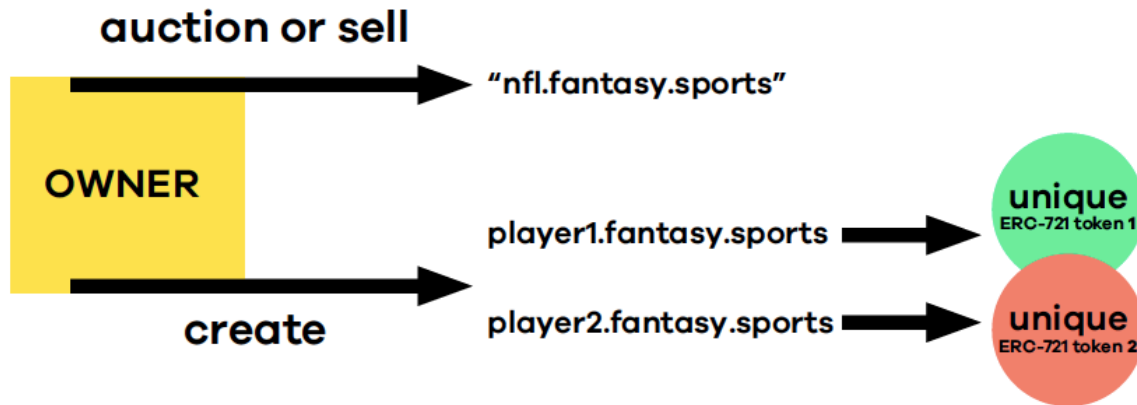 auction or sell
“nfl.fantasy.sports”
OWNER
unique
ERC-721 token 1
player1.fantasy.sports
create
player2.fantasy.sports
unique
ERC-721 token 2